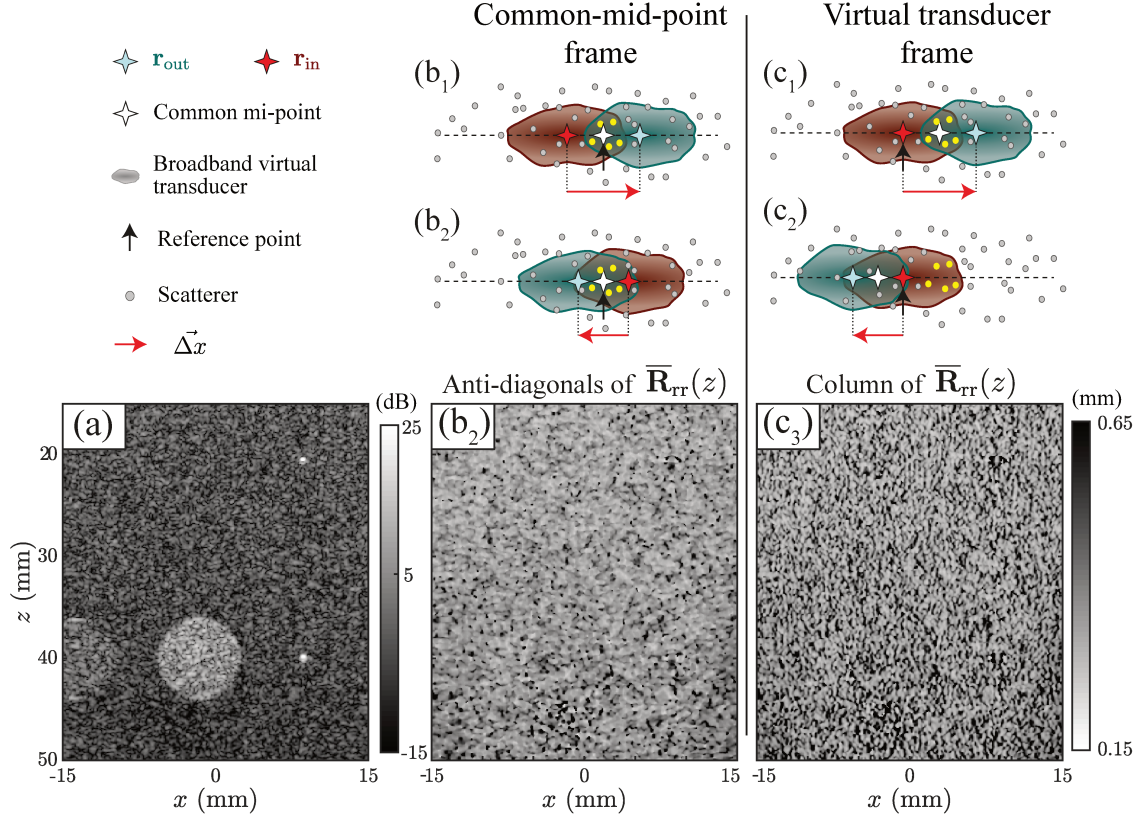 Common-mid-point
frame
Virtual transducer
frame
r_out
r_in
Common mi-point
Broadband virtual
transducer
Reference point
Scatterer
Δx⃗
(b₁)
(c₁)
(b₂)
(c₂)
Anti-diagonals of R̅_rr(z)
Column of R̅_rr(z)
(a)
(dB)
25
5
-15
(b₂)
(c₃)
(mm)
0.65
0.15
20
30
40
50
z (mm)
-15
0
15
x (mm)
-15
0
15
x (mm)
-15
0
15
x (mm)